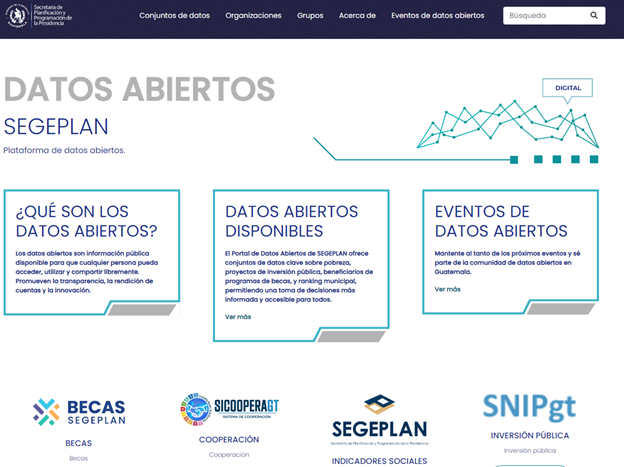 Secretaría de
Planificación y
Programación de
la Presidencia
Conjuntos de datos Organizaciones Grupos Acerca de Eventos de datos abiertos Búsqueda
DATOS ABIERTOS
SEGEPLAN
Plataforma de datos abiertos.
DIGITAL
¿QUÉ SON LOS
DATOS ABIERTOS?
Los datos abiertos son información pública
disponible para que cualquier persona pueda
acceder, utilizar y compartir libremente.
Promueven la transparencia, la rendición de
cuentas y la innovación.
DATOS ABIERTOS
DISPONIBLES
El Portal de Datos Abiertos de SEGEPLAN ofrece
conjuntos de datos clave sobre pobreza,
proyectos de inversión pública, beneficiarios de
programas de becas, y ranking municipal,
permitiendo una toma de decisiones más
informada y accesible para todos.
Ver más
EVENTOS DE
DATOS ABIERTOS
Mantente al tanto de los próximos eventos y sé
parte de la comunidad de datos abiertos en
Guatemala.
Ver más
BECAS
SEGEPLAN
BECAS
Becas
SICOOPERAGT
SISTEMA DE COOPERACIÓN
COOPERACIÓN
Cooperación
SEGEPLAN
Secretaría de Planificación y Programación de la Presidencia
INDICADORES SOCIALES
SNIPgt
INVERSIÓN PÚBLICA
Inversión pública